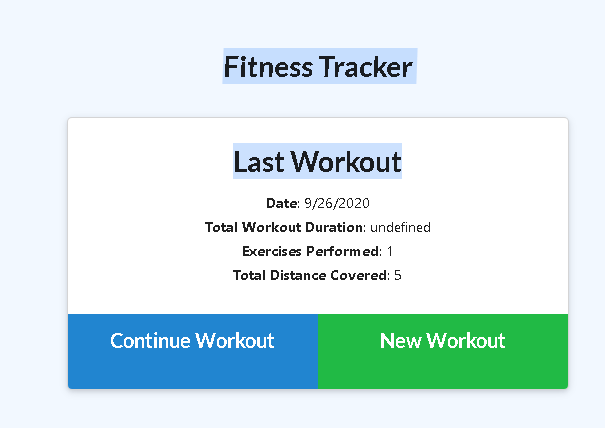 Fitness Tracker
Last Workout
Date: 9/26/2020
Total Workout Duration: undefined
Exercises Performed: 1
Total Distance Covered: 5
Continue Workout
New Workout